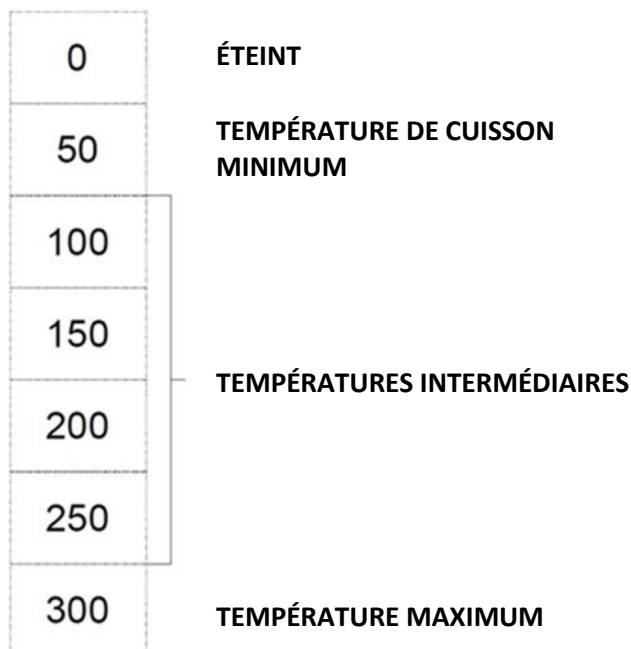 0 ÉTEINT
50 TEMPÉRATURE DE CUISSON
MINIMUM
100
150
TEMPÉRATURES INTERMÉDIAIRES
200
250
300 TEMPÉRATURE MAXIMUM